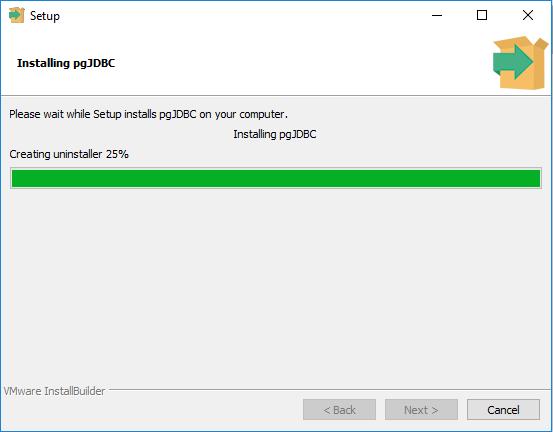 Setup
Installing pgJDBC
Please wait while Setup installs pgJDBC on your computer.
Installing pgJDBC
Creating uninstaller 25%
VMware InstallBuilder
< Back
Next >
Cancel